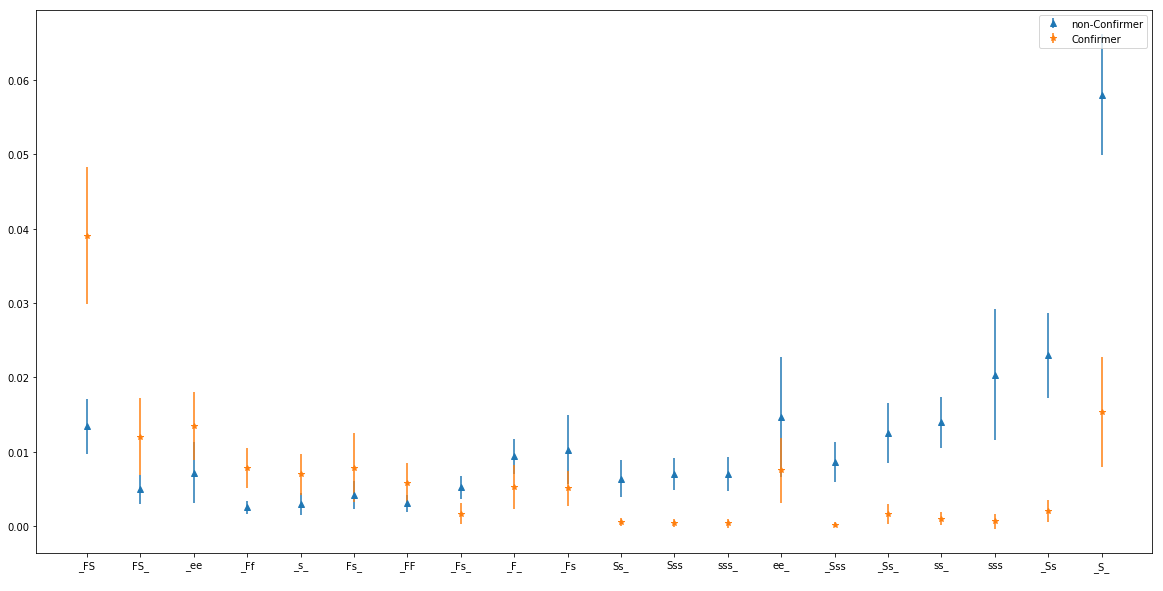 non-Confirmer
Confirmer
0.06
0.05
0.04
0.03
0.02
0.01
0.00
_FS FS_ _ee _Ff _s_ Fs_ _FF _Fs_ _F_ _Fs Ss_ Sss sss_ ee_ _Sss _Ss_ ss_ sss _Ss _S_